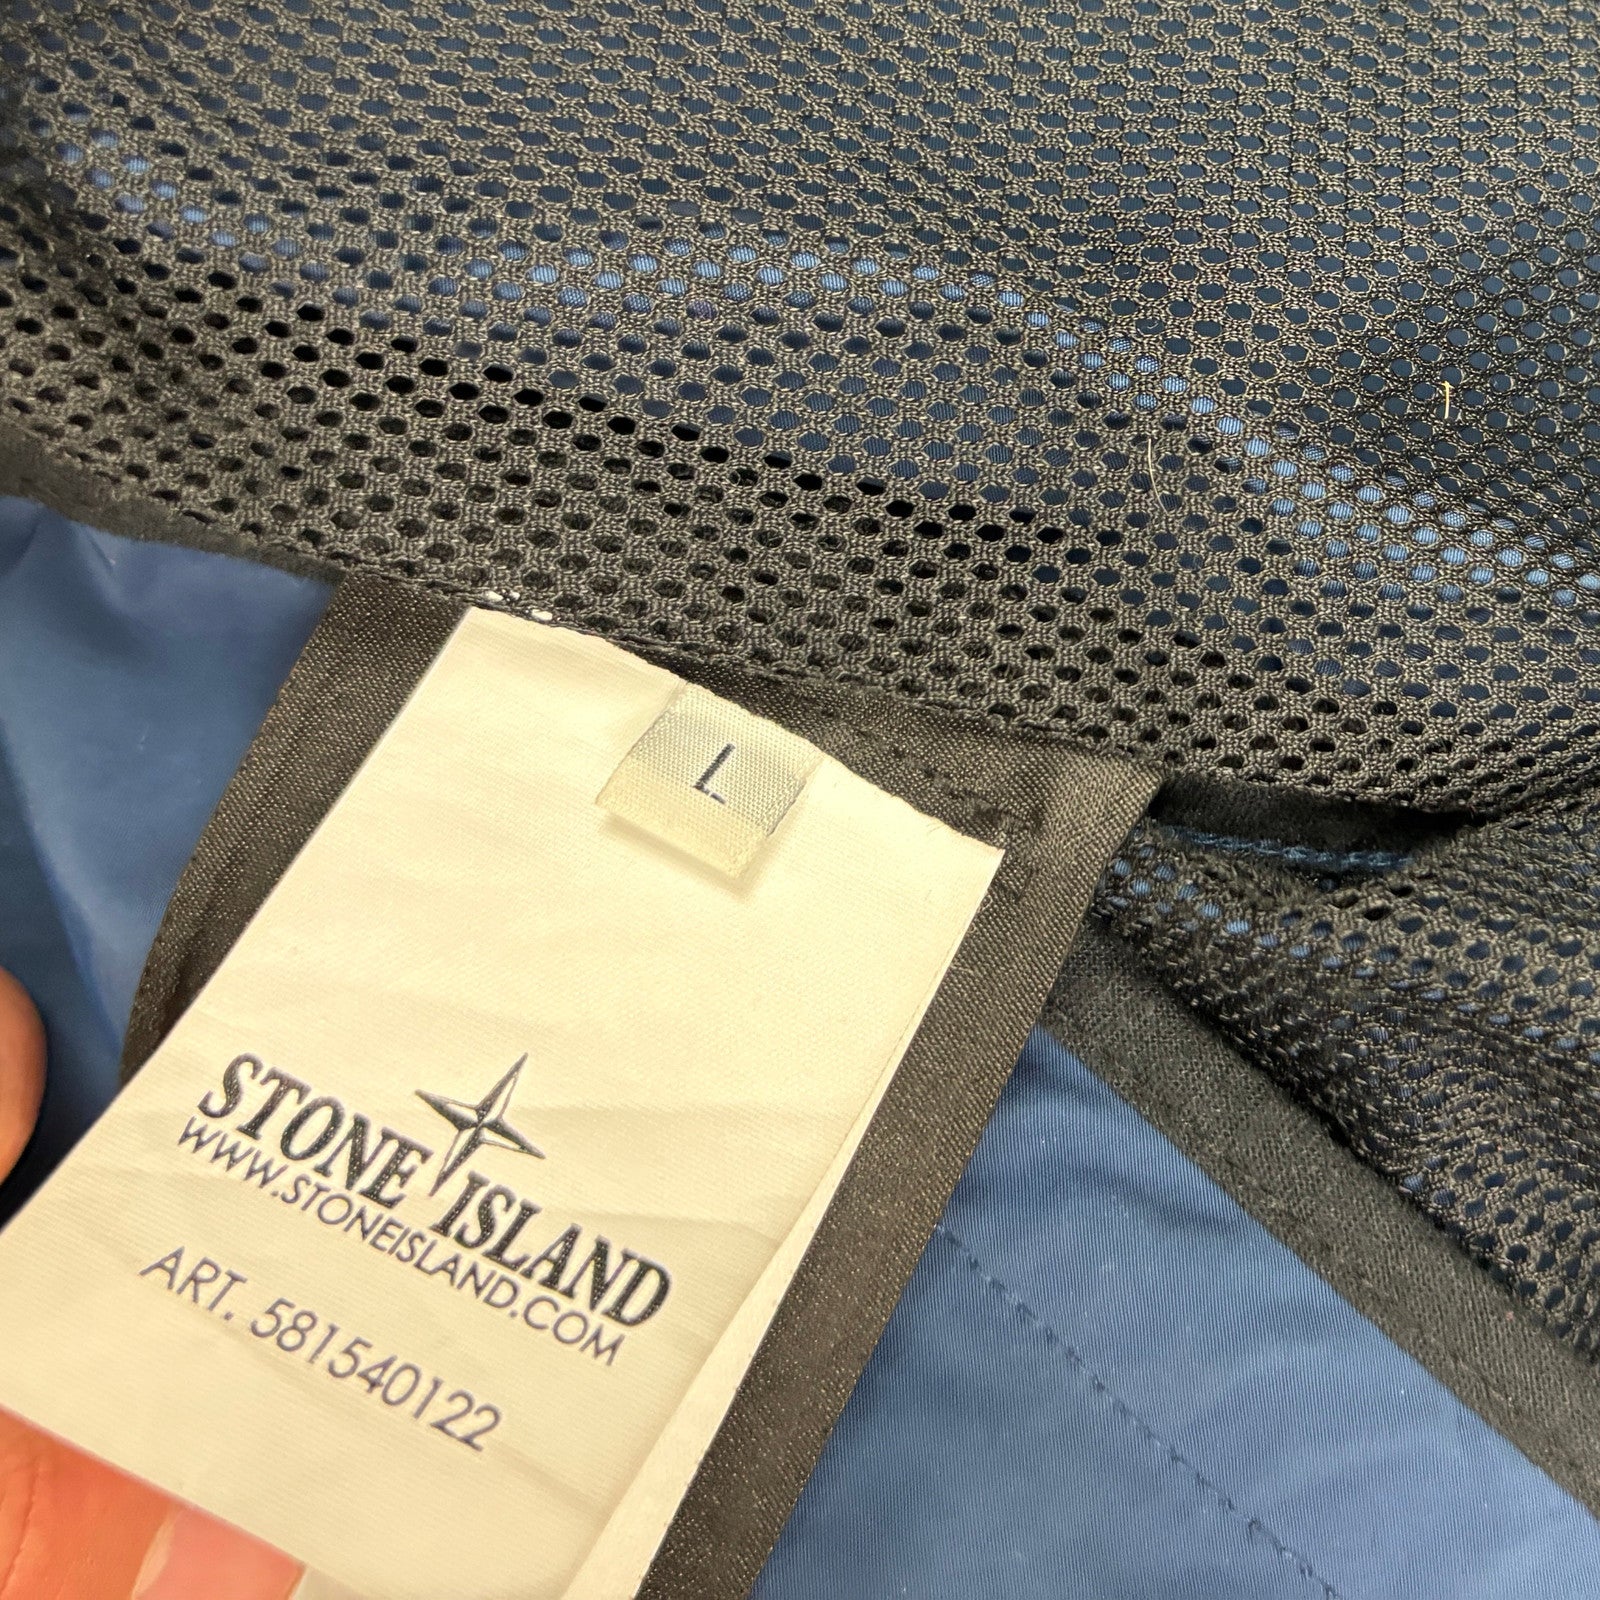 L
STONE ISLAND
WWW.STONEISLAND.COM
ART. 581540122